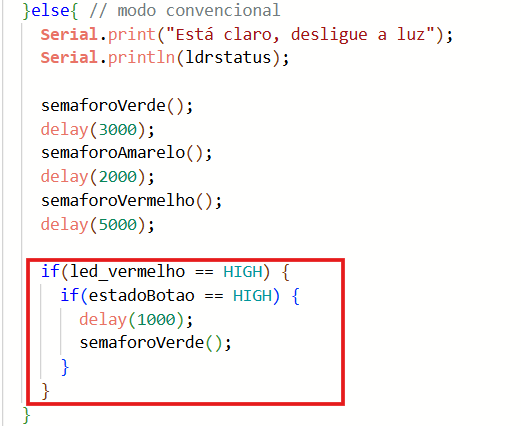 }else{ // modo convencional
Serial.print("Está claro, desligue a luz");
Serial.println(ldrstatus);
semaforoVerde();
delay(3000);
semaforoAmarelo();
delay(2000);
semaforoVermelho();
delay(5000);
if(led_vermelho == HIGH) {
if(estadoBotao == HIGH) {
delay(1000);
semaforoVerde();
}
}
}